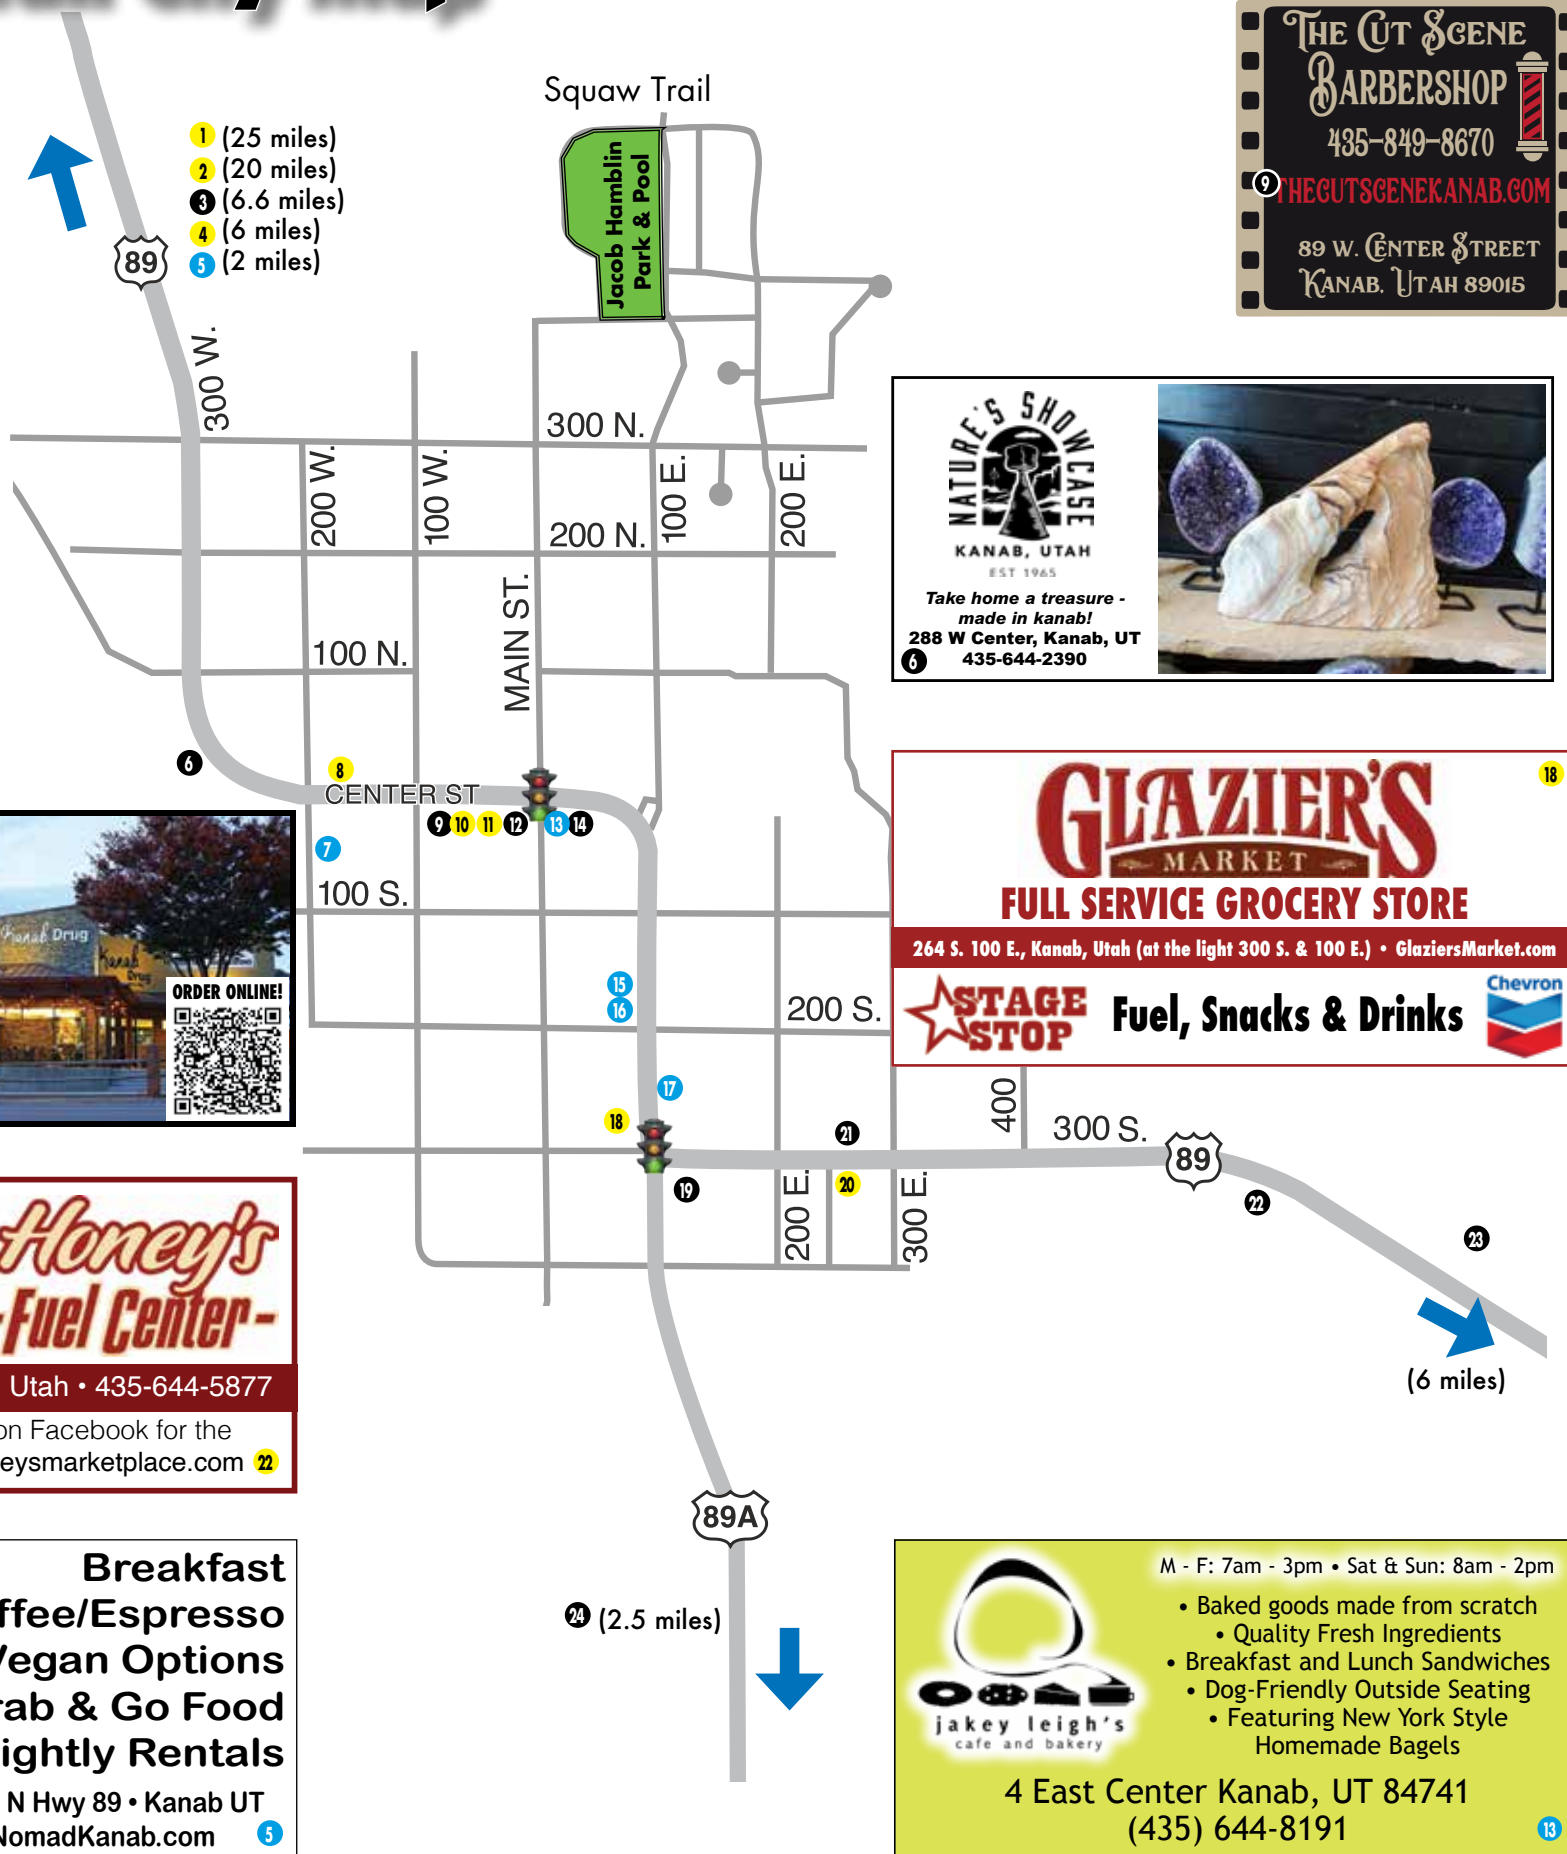 City Map
Squaw Trail
1 (25 miles)
2 (20 miles)
3 (6.6 miles)
4 (6 miles)
5 (2 miles)
89
Jacob Hamblin
Park & Pool
300 W.
300 N.
200 W.
100 W.
100 E.
200 E.
200 N.
MAIN ST.
100 N.
6
8
CENTER ST
9 10 11 12 13 14
7
100 S.
15
16
200 S.
17
18
21
400
300 S.
89
19
200 E.
20
300 E.
22
23
(6 miles)
89A
24 (2.5 miles)
THE CUT SCENE
BARBERSHOP
435-849-8670
9 THECUTSCENEKANAB.COM
89 W. CENTER STREET
KANAB, UTAH 89015
NATURE'S SHOWCASE
KANAB, UTAH
EST 1965
Take home a treasure -
made in kanab!
288 W Center, Kanab, UT
6 435-644-2390
18
GLAZIER'S
MARKET
FULL SERVICE GROCERY STORE
264 S. 100 E., Kanab, Utah (at the light 300 S. & 100 E.) • GlaziersMarket.com
STAGE
STOP
Fuel, Snacks & Drinks
Chevron
Kanab Drug
Kanab
Drug
ORDER ONLINE!
Honey's
-Fuel Center-
Utah • 435-644-5877
on Facebook for the
eysmarketplace.com 22
Breakfast
ffee/Espresso
Vegan Options
rab & Go Food
ightly Rentals
N Hwy 89 • Kanab UT
NomadKanab.com 5
jakey leigh's
cafe and bakery
M - F: 7am - 3pm • Sat & Sun: 8am - 2pm
• Baked goods made from scratch
• Quality Fresh Ingredients
• Breakfast and Lunch Sandwiches
• Dog-Friendly Outside Seating
• Featuring New York Style
Homemade Bagels
4 East Center Kanab, UT 84741
(435) 644-8191
13